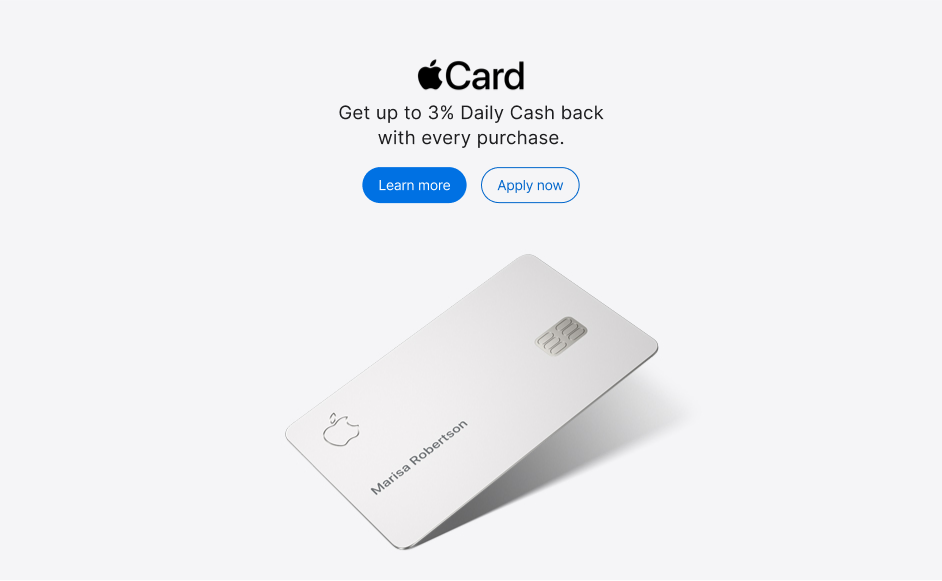 Card
Get up to 3% Daily Cash back
with every purchase.
Learn more
Apply now
Marisa Robertson